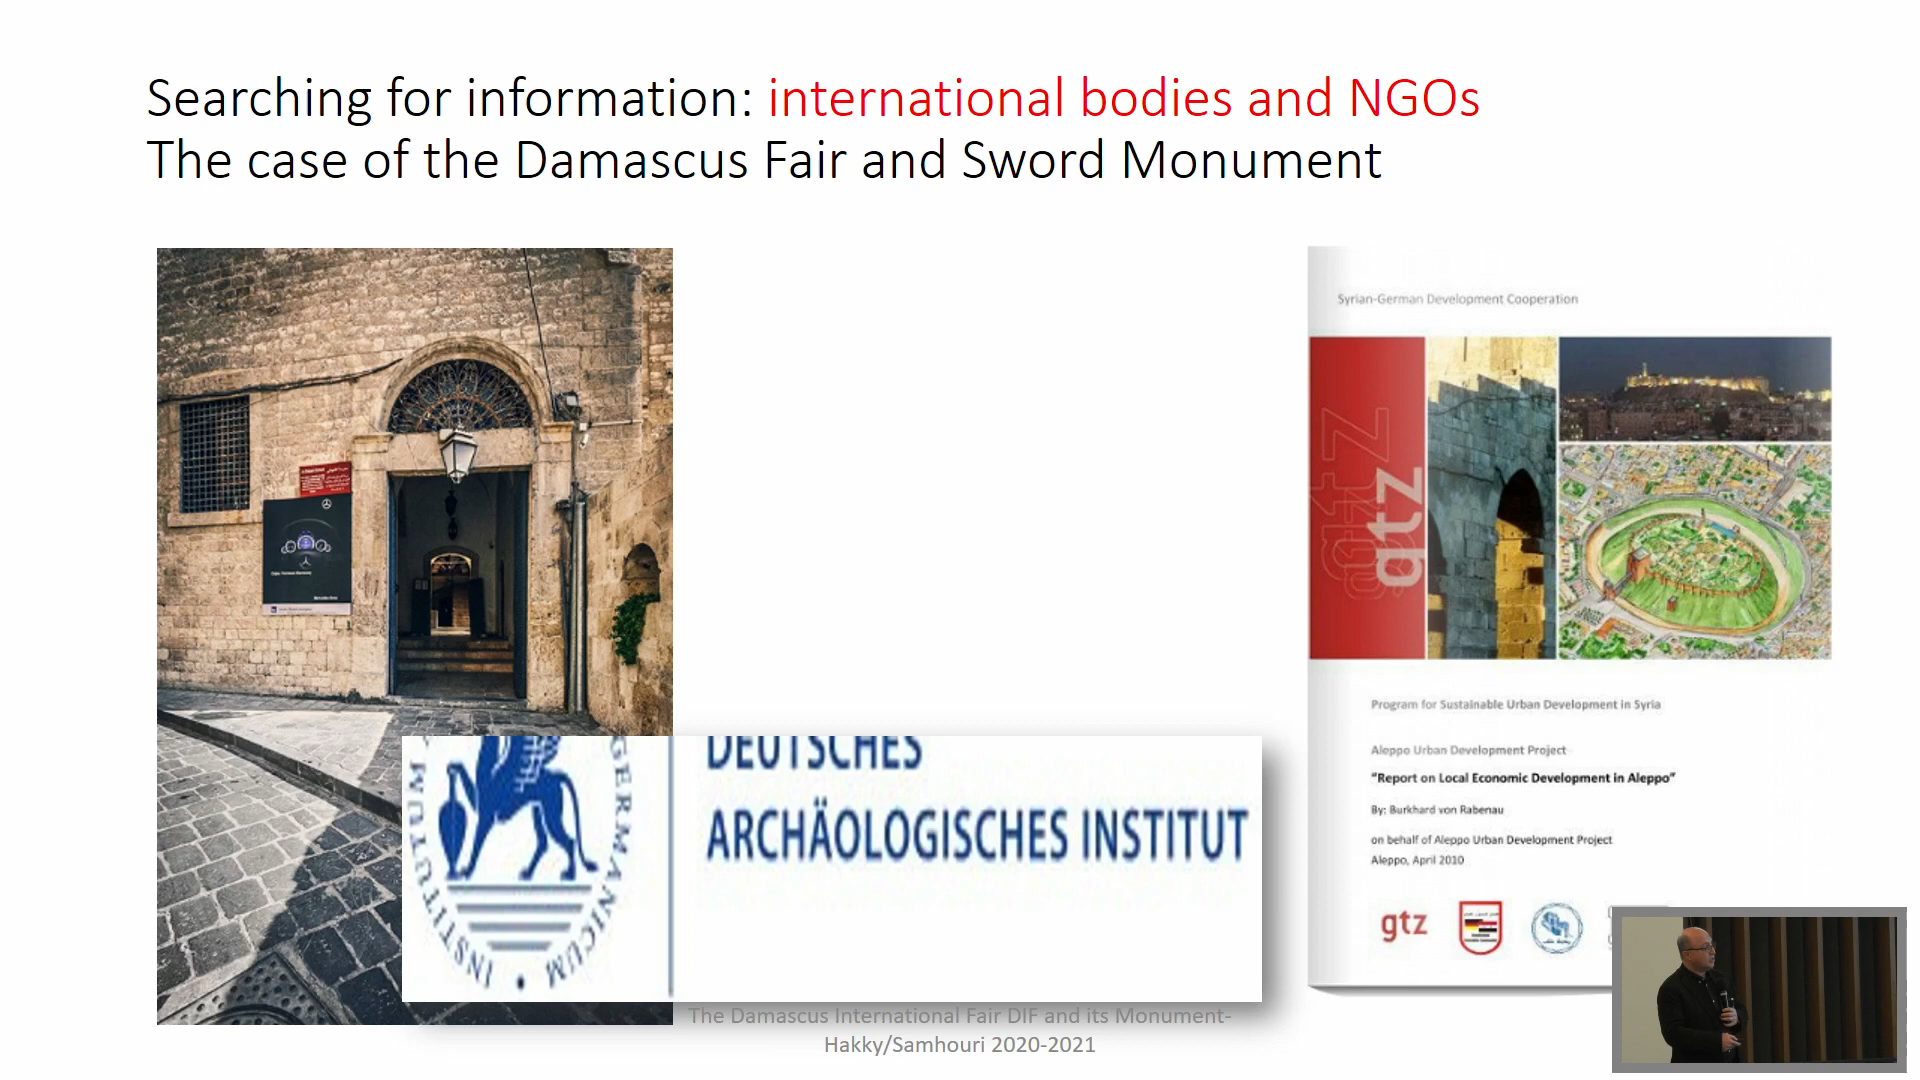 Searching for information: international bodies and NGOs
The case of the Damascus Fair and Sword Monument
Syrian-German Development Cooperation
gtz
Program for Sustainable Urban Development in Syria
Aleppo Urban Development Project
“Report on Local Economic Development in Aleppo”
By: Burkhard von Rabenau
on behalf of Aleppo Urban Development Project
Aleppo, April 2010
gtz
DEUTSCHES
ARCHÄOLOGISCHES INSTITUT
INSTITUTUM
GERMANICUM
The Damascus International Fair DIF and its Monument-
Hakky/Samhouri 2020-2021